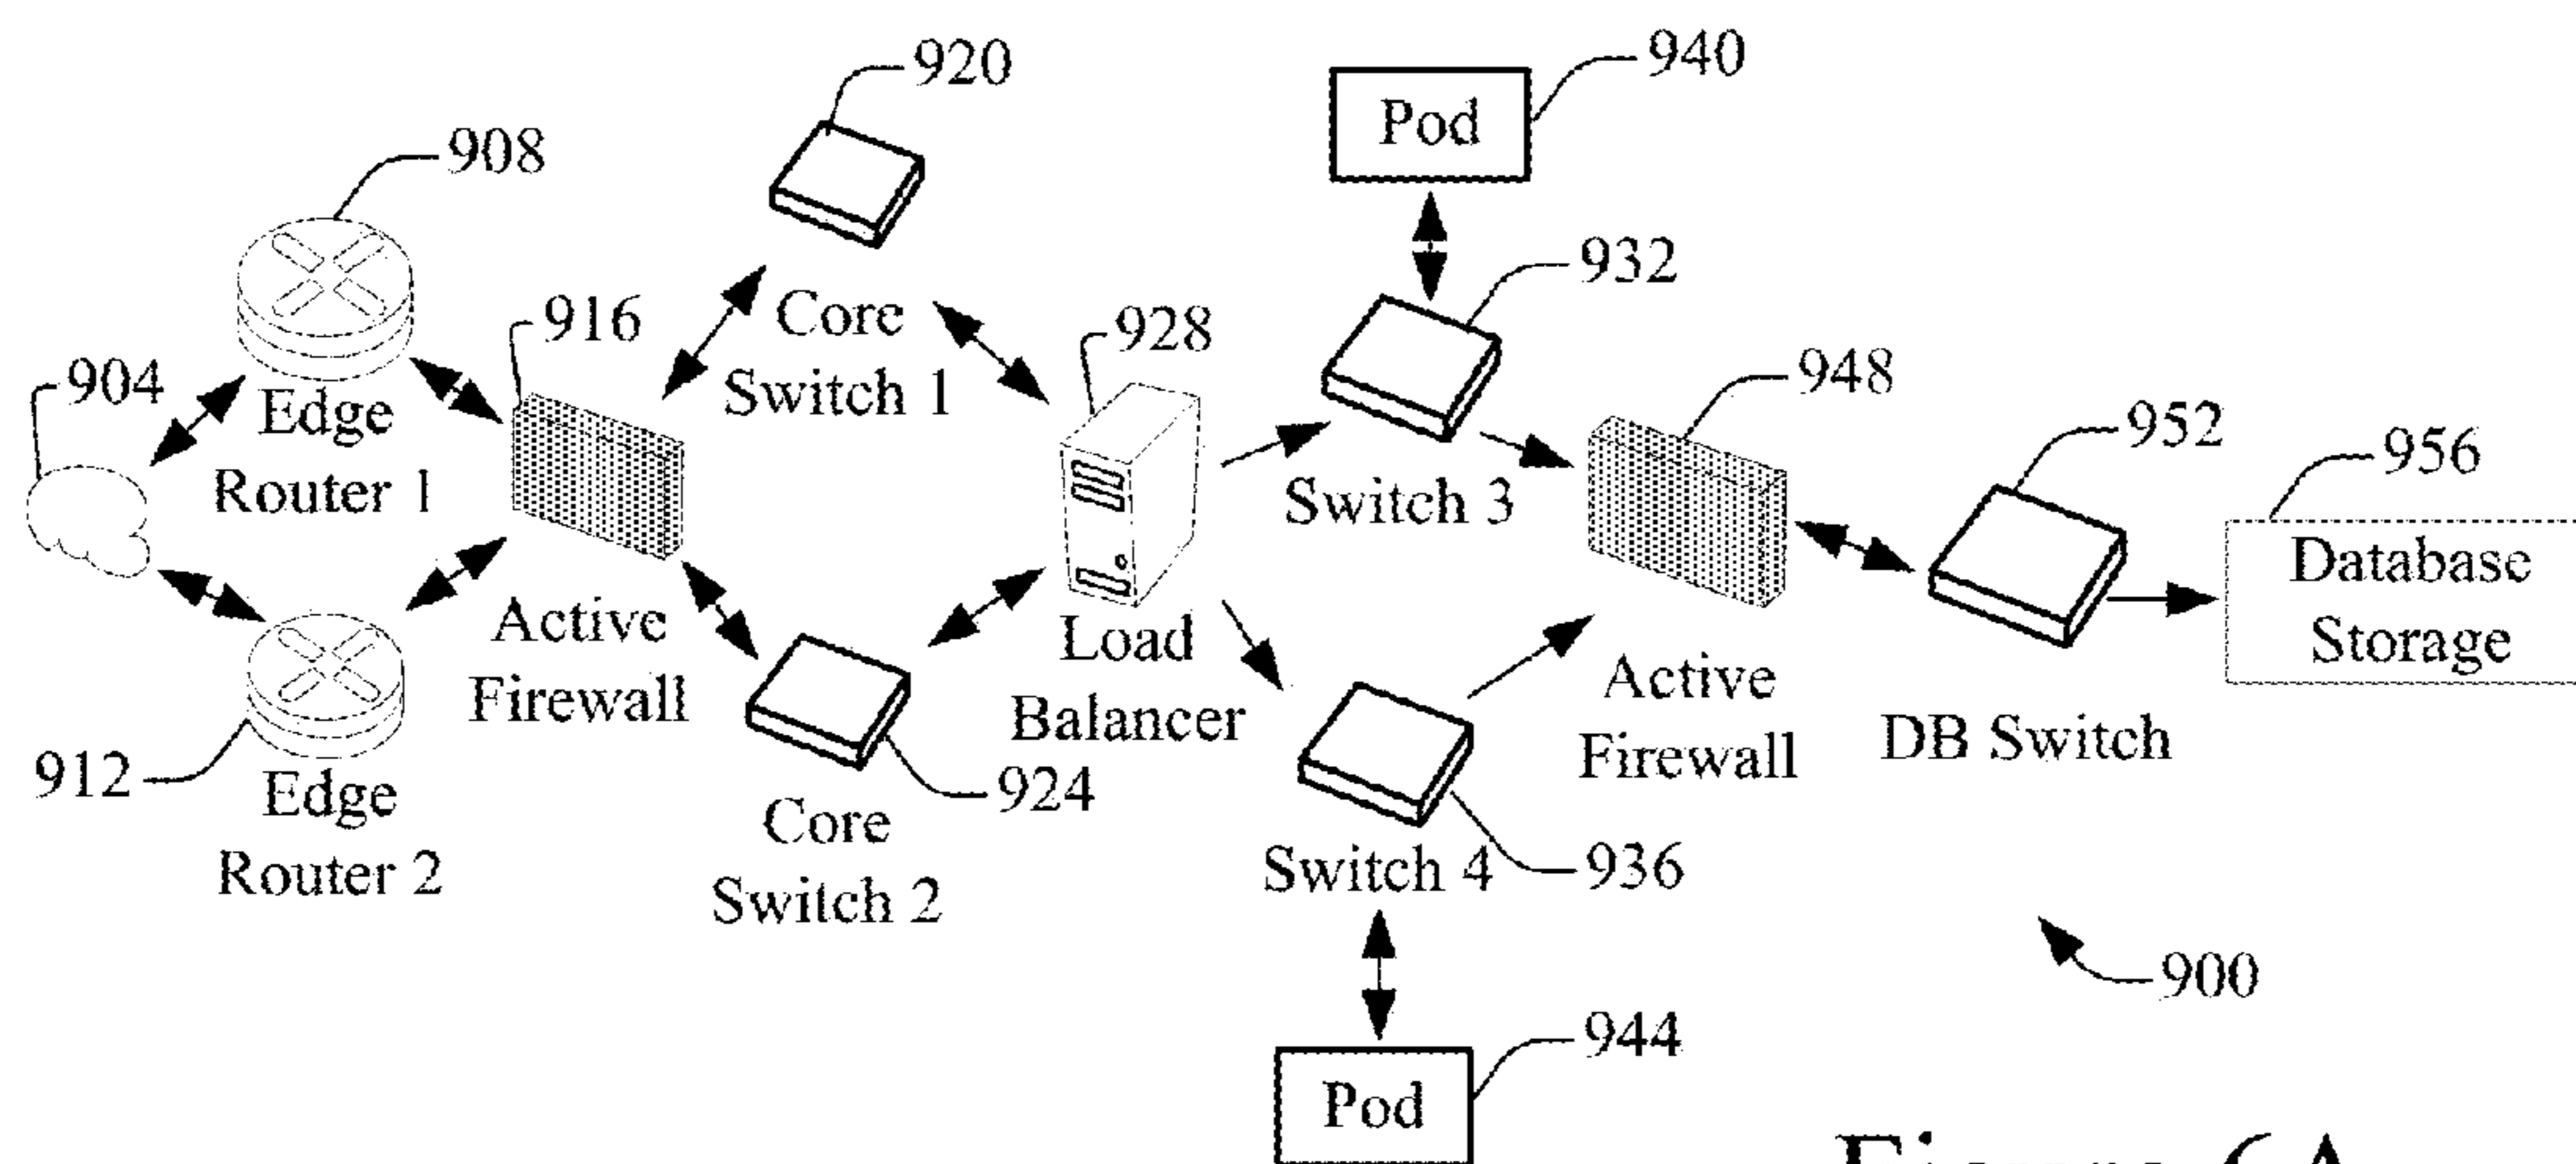 920
940
Pod
908
932
916
Core
Switch 1
928
948
904
Edge
Router 1
952
956
Switch 3
Database
Storage
Active
Firewall
Load
Balancer
Active
Firewall
DB Switch
912
Edge
Router 2
924
Core
Switch 2
Switch 4
936
900
944
Pod